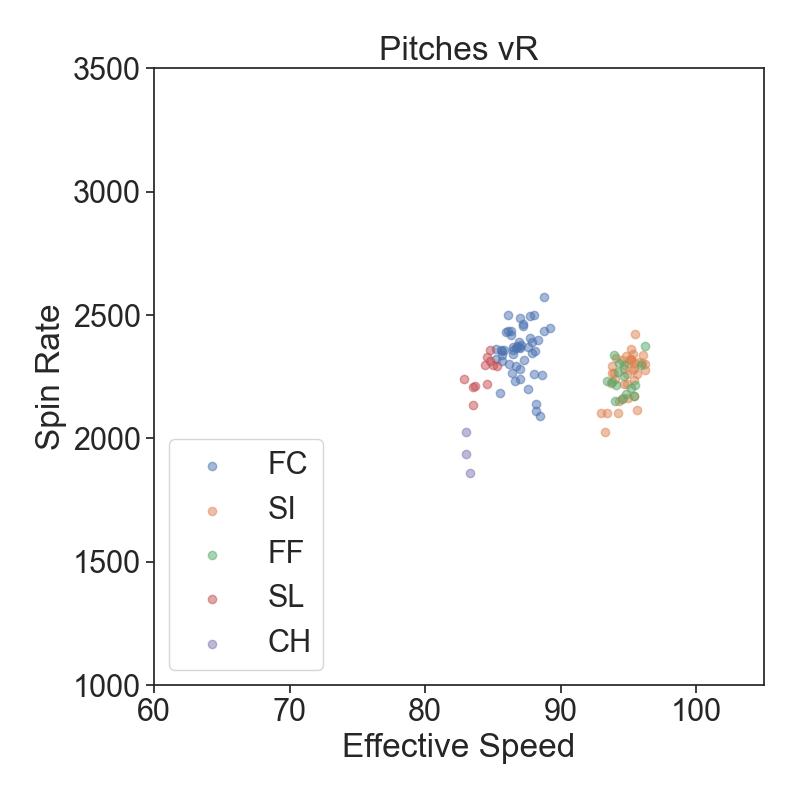 Pitches vR
3500
3000
2500
2000
1500
1000
Spin Rate
FC
SI
FF
SL
CH
60 70 80 90 100
Effective Speed